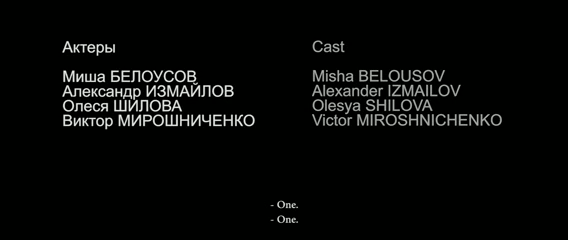 Актеры
Миша БЕЛОУСОВ
Александр ИЗМАЙЛОВ
Олеся ШИЛОВА
Виктор МИРОШНИЧЕНКО
Cast
Misha BELOUSOV
Alexander IZMAILOV
Olesya SHILOVA
Victor MIROSHNICHENKO
- One.
- One.